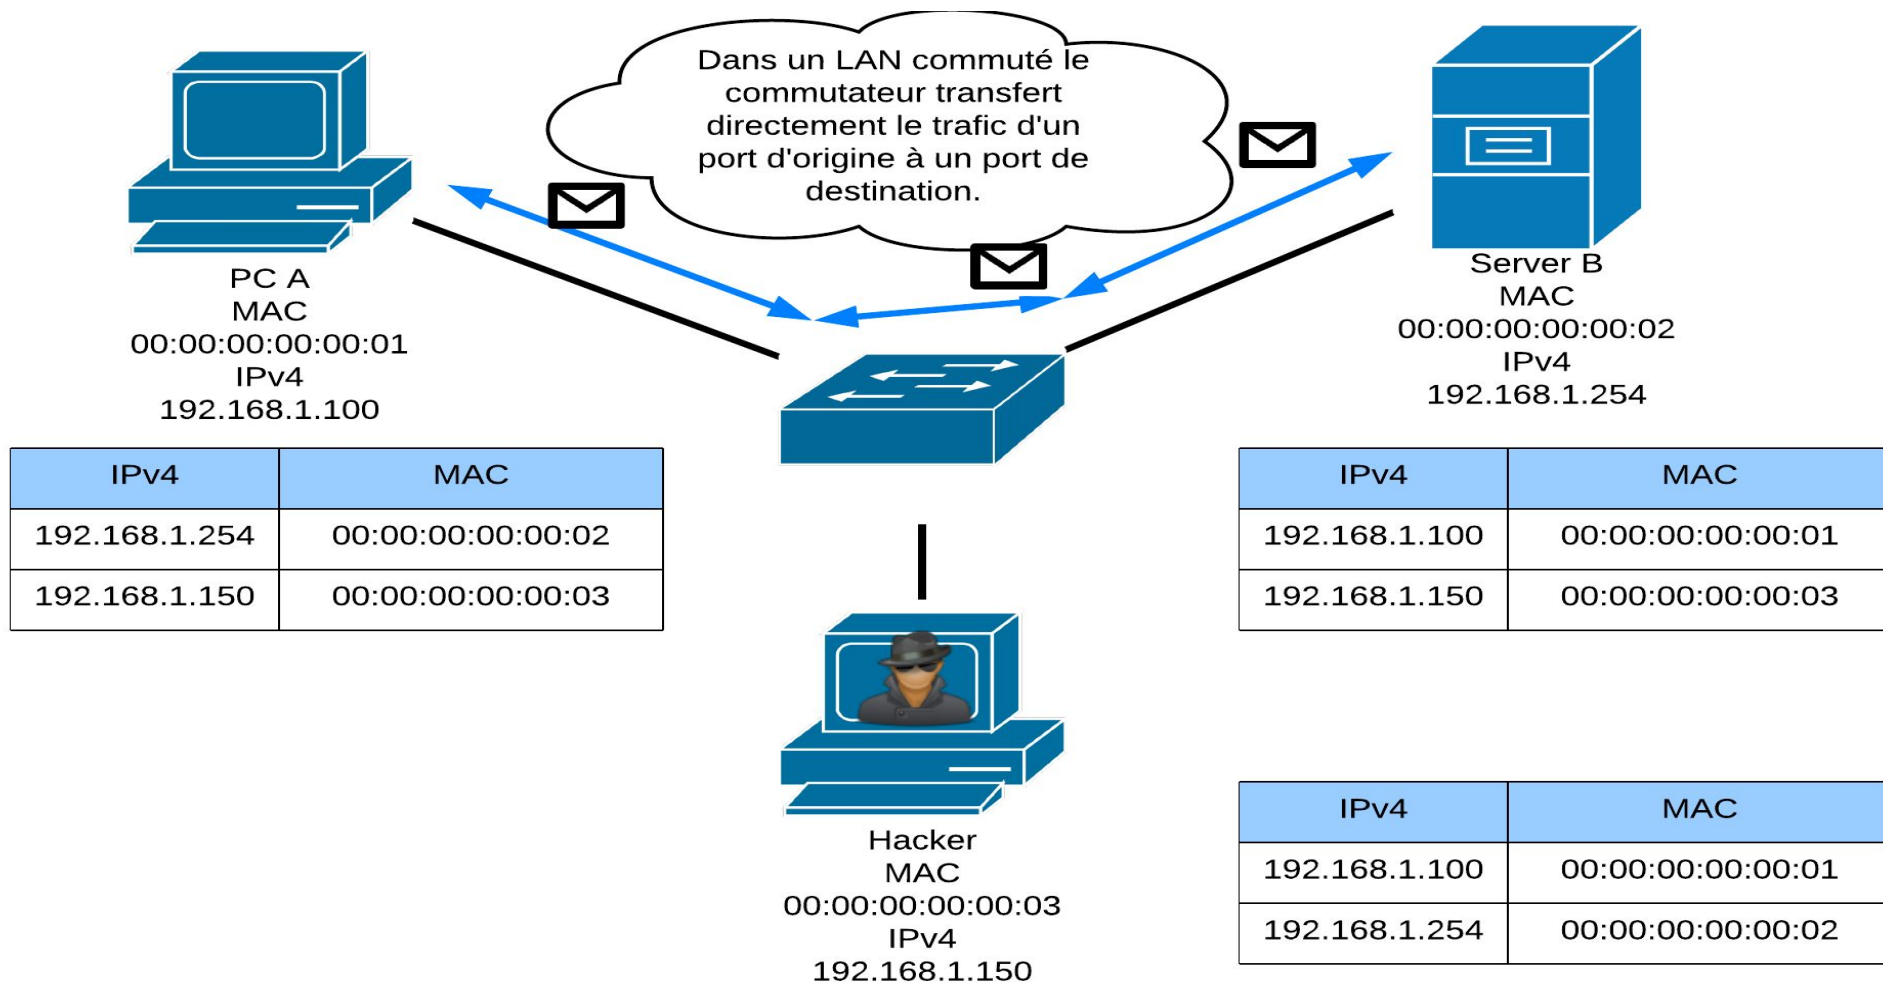 Dans un LAN commuté le
commutateur transfert
directement le trafic d'un
port d'origine à un port de
destination.
PC A
MAC
00:00:00:00:00:01
IPv4
192.168.1.100
Server B
MAC
00:00:00:00:00:02
IPv4
192.168.1.254
IPv4 MAC
192.168.1.254 00:00:00:00:00:02
192.168.1.150 00:00:00:00:00:03
IPv4 MAC
192.168.1.100 00:00:00:00:00:01
192.168.1.150 00:00:00:00:00:03
Hacker
MAC
00:00:00:00:00:03
IPv4
192.168.1.150
IPv4 MAC
192.168.1.100 00:00:00:00:00:01
192.168.1.254 00:00:00:00:00:02